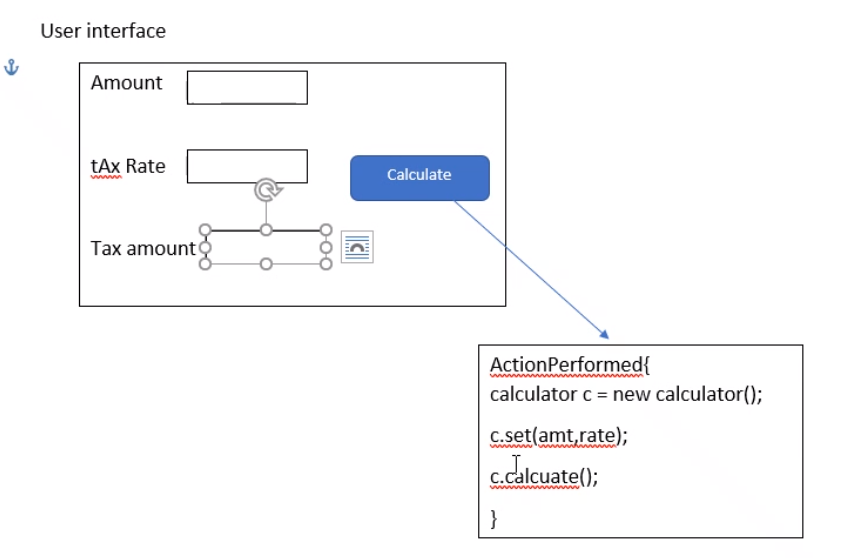 User interface
Amount
tAx Rate
Calculate
Tax amount
ActionPerformed{
calculator c = new calculator();
c.set(amt,rate);
c.calcuate();
}